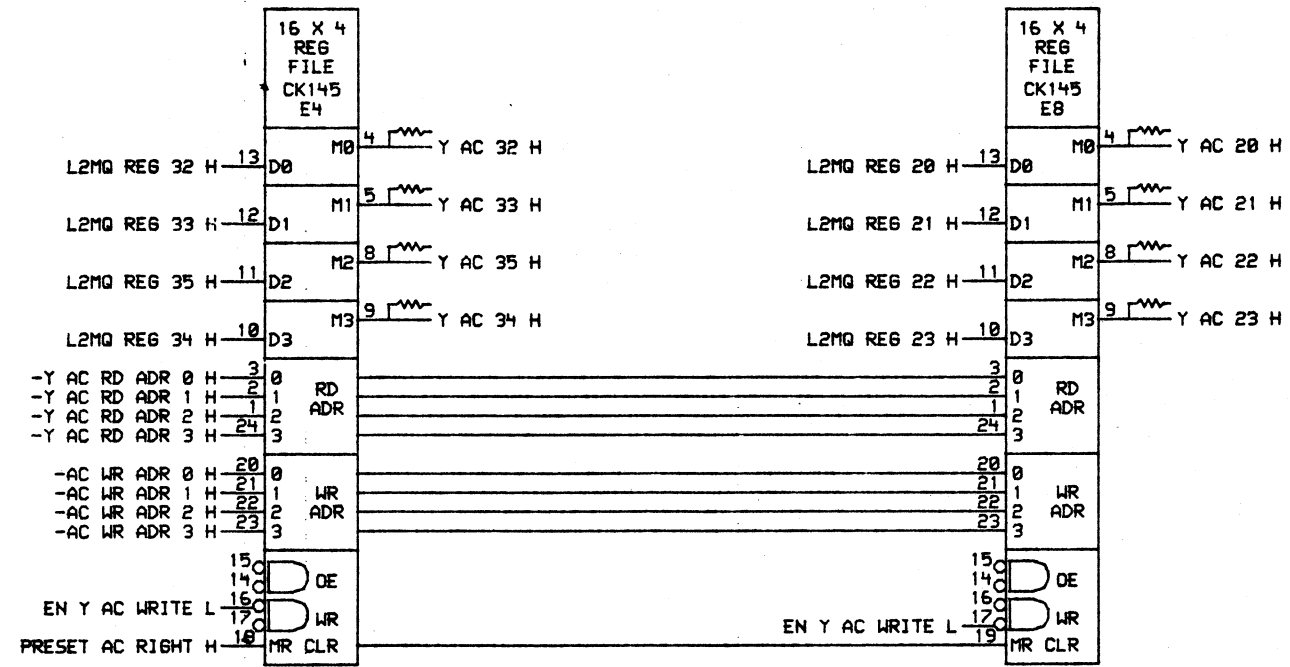 16 X 4
REG
FILE
CK145
E4
4
M0
Y AC 32 H
L2MQ REG 32 H
13
D0
5
M1
Y AC 33 H
L2MQ REG 33 H
12
D1
8
M2
Y AC 35 H
L2MQ REG 35 H
11
D2
9
M3
Y AC 34 H
L2MQ REG 34 H
10
D3
-Y AC RD ADR 0 H
3
0
-Y AC RD ADR 1 H
2
1
-Y AC RD ADR 2 H
1
2
-Y AC RD ADR 3 H
24
3
RD
ADR
-AC WR ADR 0 H
20
0
-AC WR ADR 1 H
21
1
-AC WR ADR 2 H
22
2
-AC WR ADR 3 H
23
3
WR
ADR
15
14
OE
EN Y AC WRITE L
16
17
WR
PRESET AC RIGHT H
MR CLR
16 X 4
REG
FILE
CK145
E8
4
M0
Y AC 20 H
L2MQ REG 20 H
13
D0
5
M1
Y AC 21 H
L2MQ REG 21 H
12
D1
8
M2
Y AC 22 H
L2MQ REG 22 H
11
D2
9
M3
Y AC 23 H
L2MQ REG 23 H
10
D3
3
0
2
1
1
2
24
3
RD
ADR
20
0
21
1
22
2
23
3
WR
ADR
15
14
OE
16
EN Y AC WRITE L
17
WR
19
MR CLR